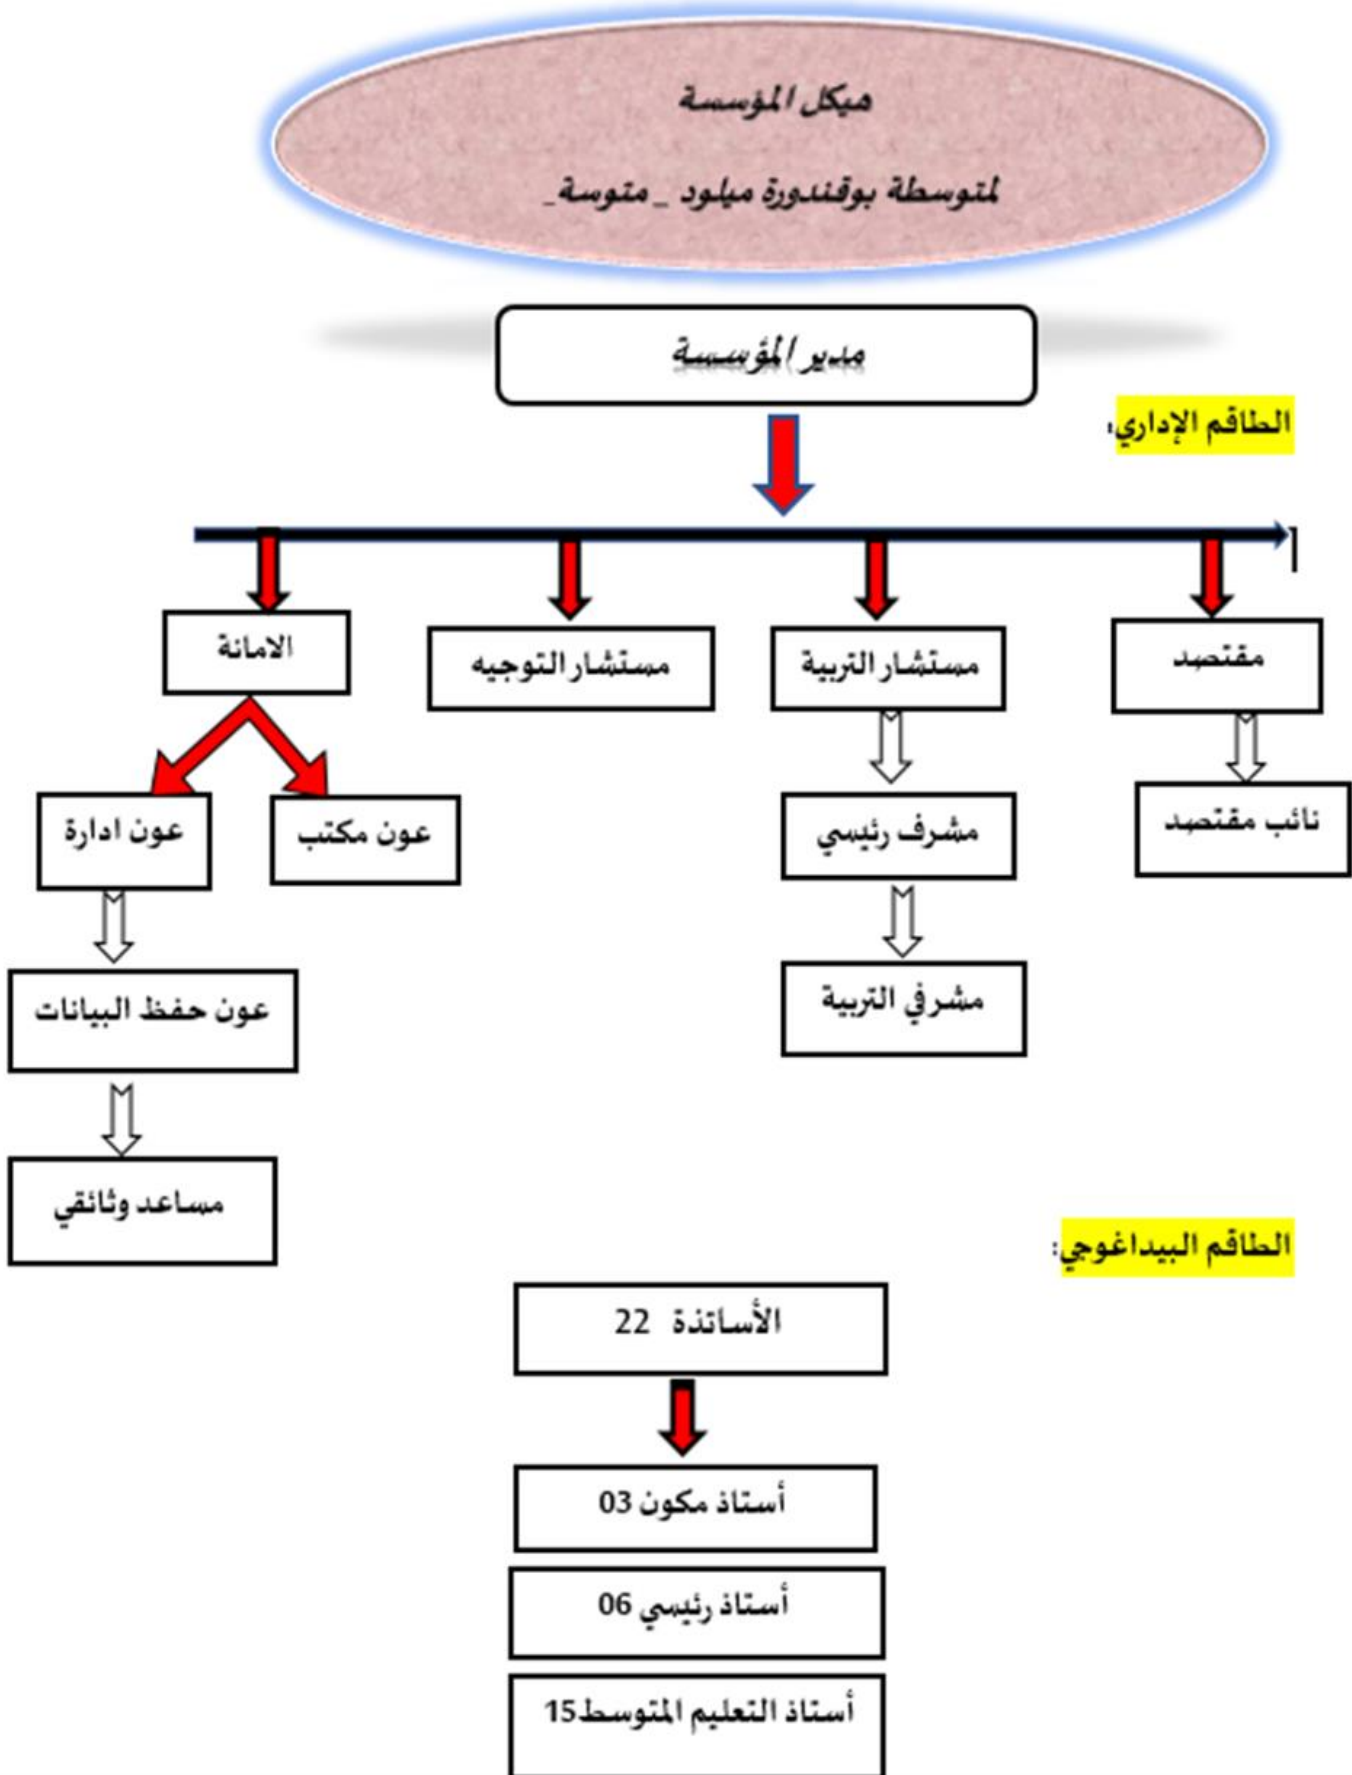 هيكل المؤسسة
لمتوسطة بوقندورة ميلود _ متوسة_
مدير المؤسسة
الطاقم الإداري:
مقتصد
مستشار التربية
مستشار التوجيه
الامانة
نائب مقتصد
مشرف رئيسي
عون مكتب
عون ادارة
مشرفي التربية
عون حفظ البيانات
مساعد وثائقي
الطاقم البيداغوجي:
الأساتذة 22
أستاذ مكون 03
أستاذ رئيسي 06
أستاذ التعليم المتوسط15